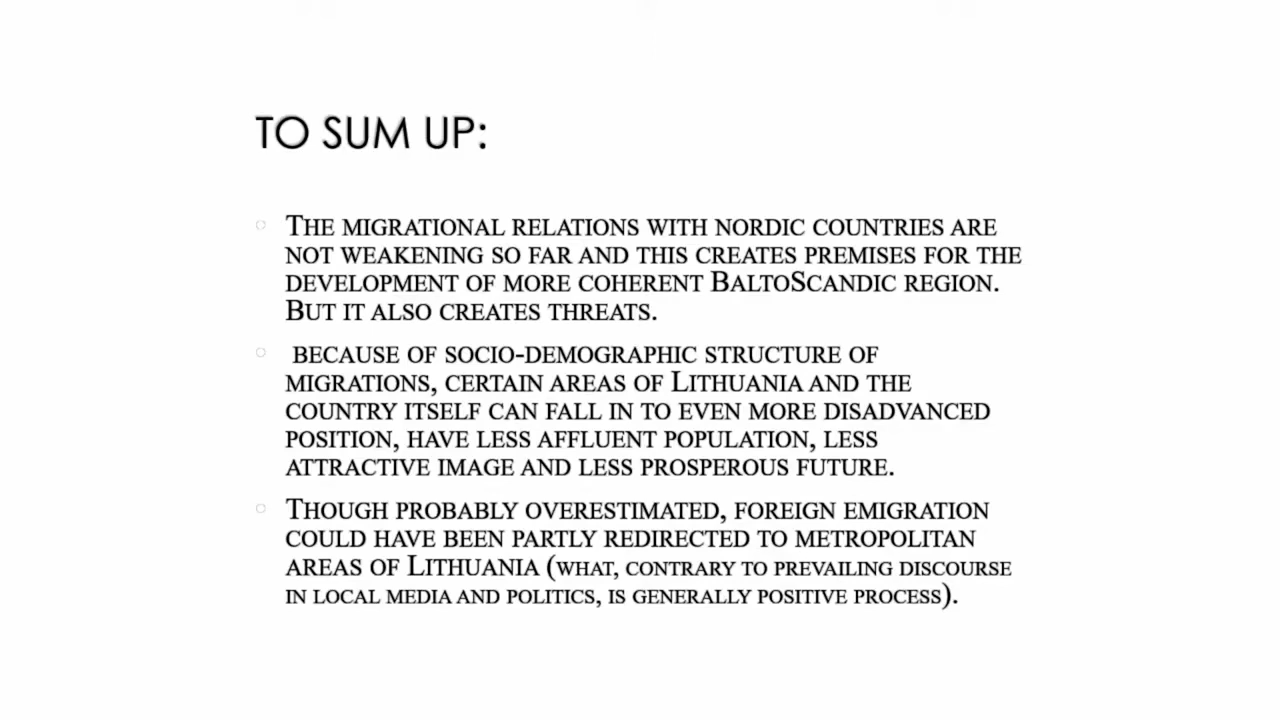 TO SUM UP:
The migrational relations with nordic countries are
not weakening so far and this creates premises for the
development of more coherent BaltoScandic region.
But it also creates threats.
because of socio-demographic structure of
migrations, certain areas of Lithuania and the
country itself can fall in to even more disadvanced
position, have less affluent population, less
attractive image and less prosperous future.
Though probably overestimated, foreign emigration
could have been partly redirected to metropolitan
areas of Lithuania (what, contrary to prevailing discourse
in local media and politics, is generally positive process).